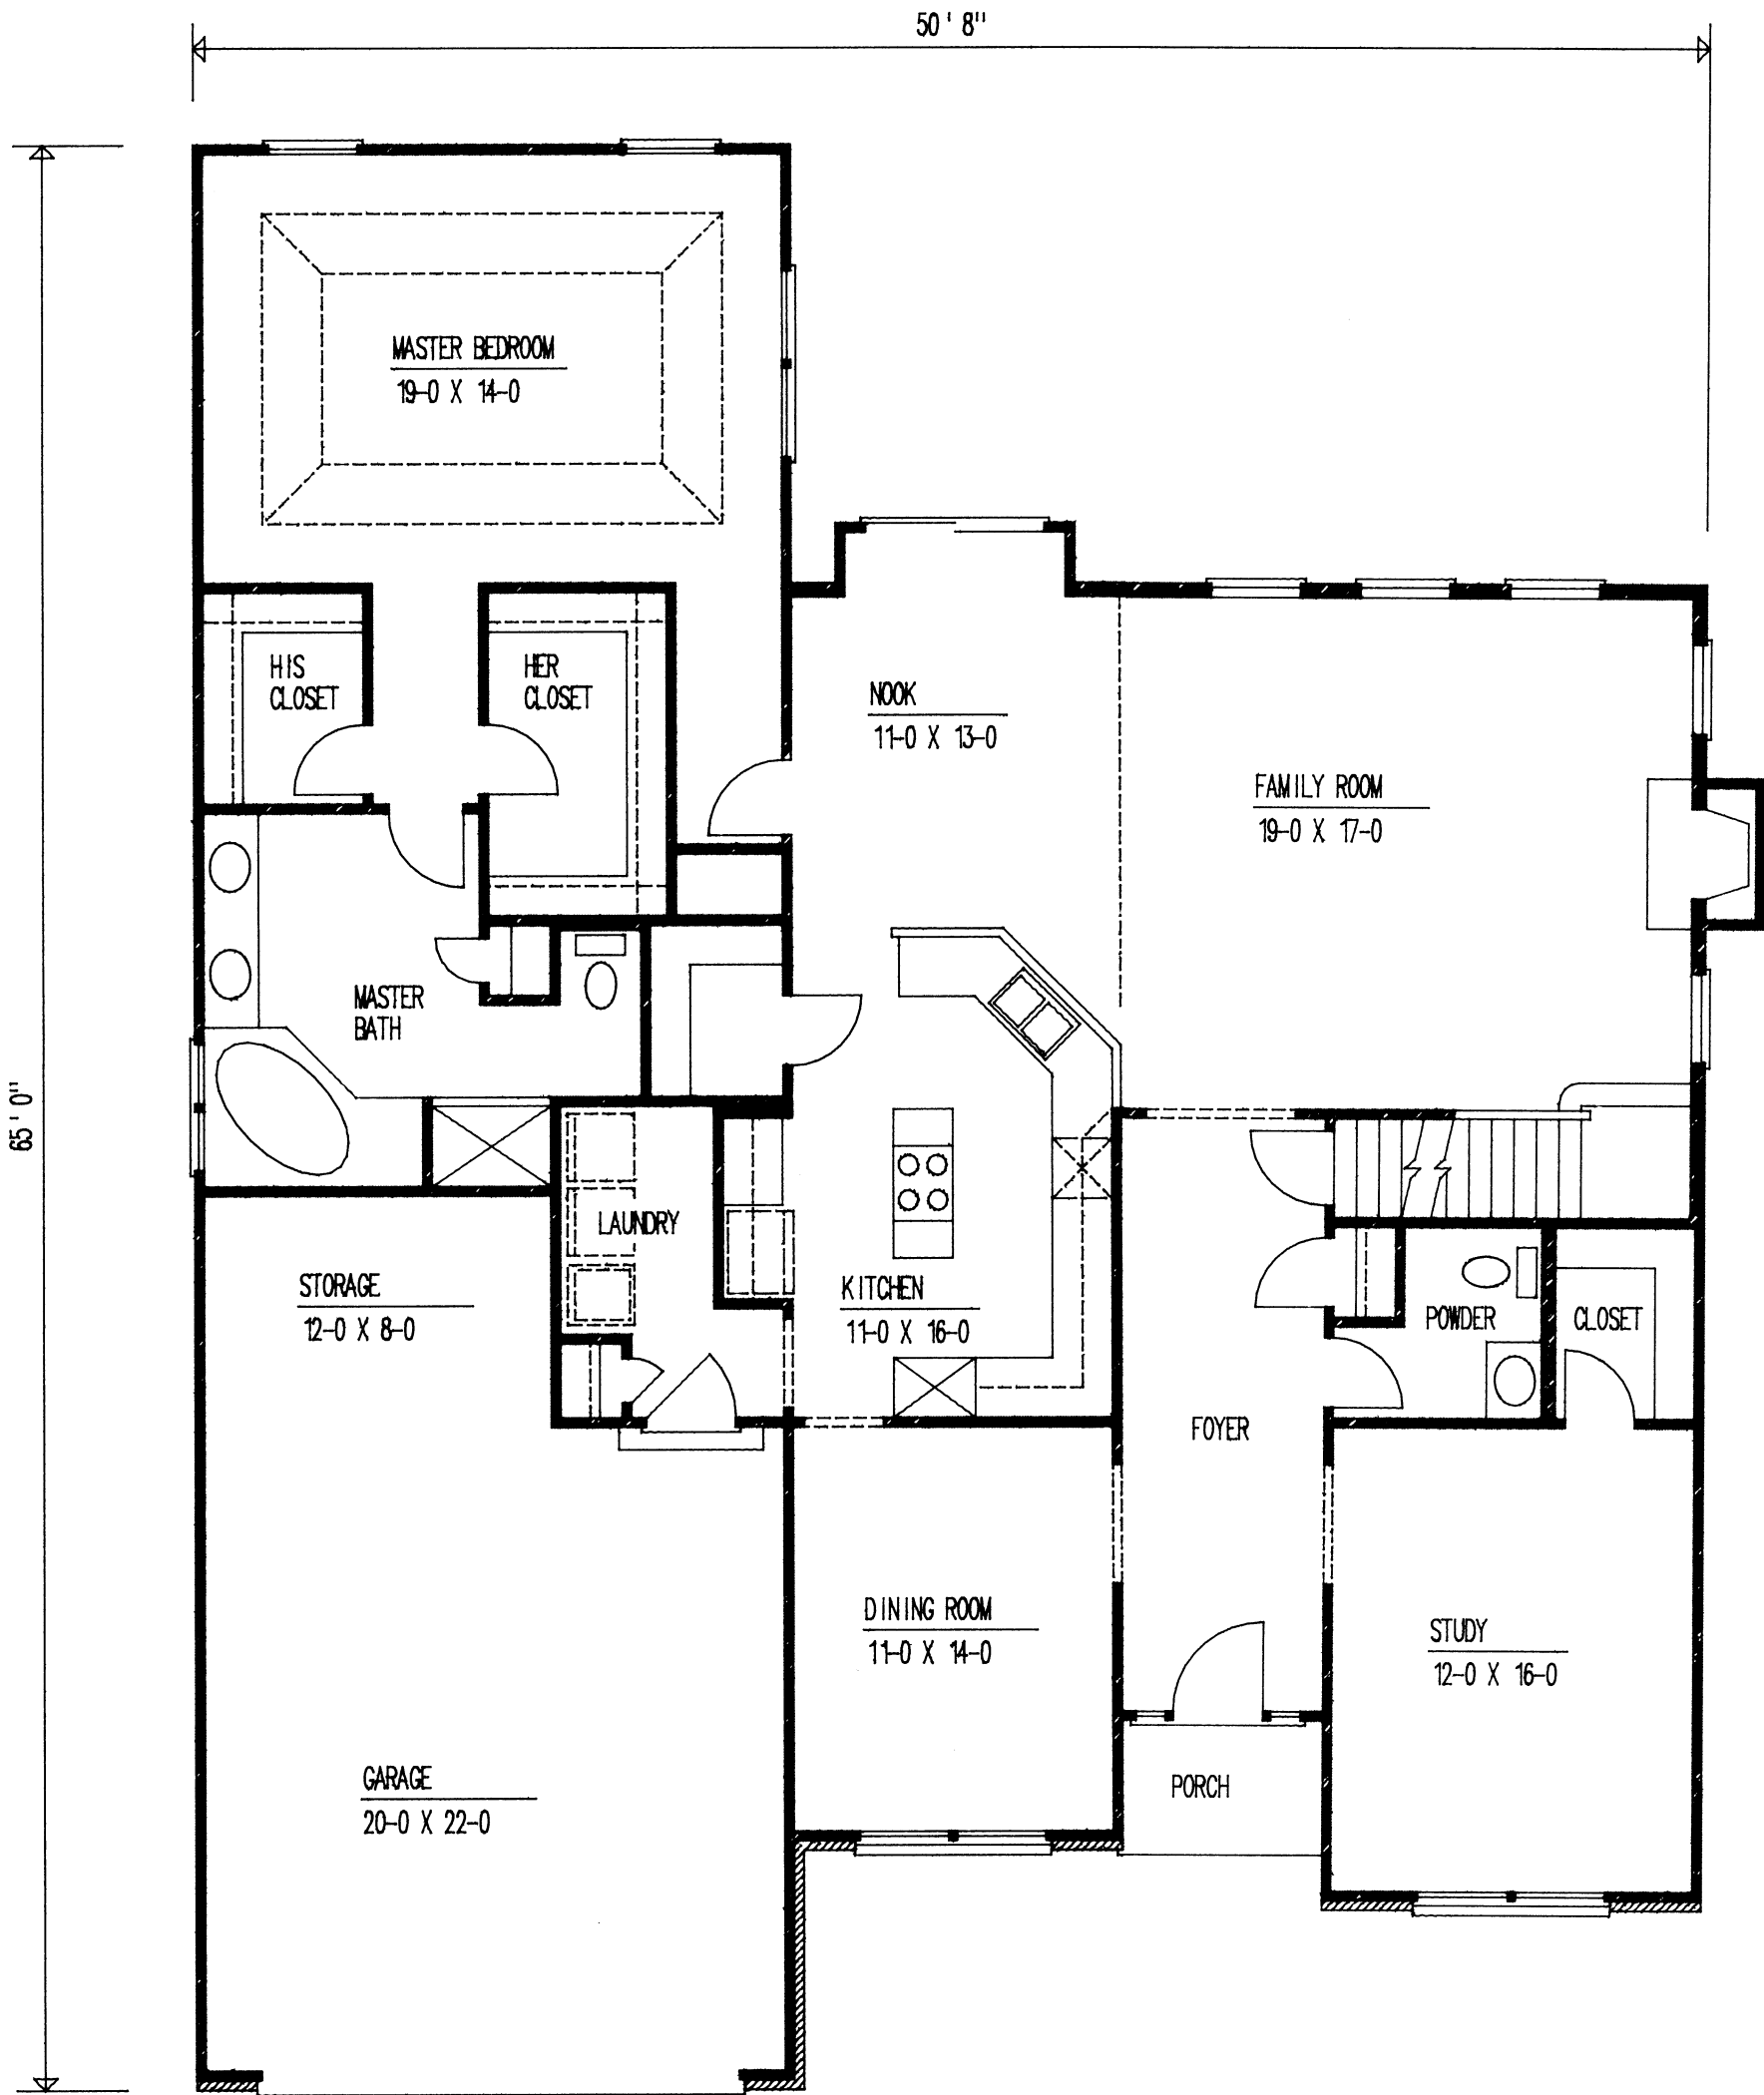 50 ' 8"
65 ' 0"
MASTER BEDROOM
19-0 X 14-0
HIS
CLOSET
HER
CLOSET
NOOK
11-0 X 13-0
FAMILY ROOM
19-0 X 17-0
MASTER
BATH
LAUNDRY
STORAGE
12-0 X 8-0
KITCHEN
11-0 X 16-0
POWDER
CLOSET
FOYER
DINING ROOM
11-0 X 14-0
STUDY
12-0 X 16-0
GARAGE
20-0 X 22-0
PORCH